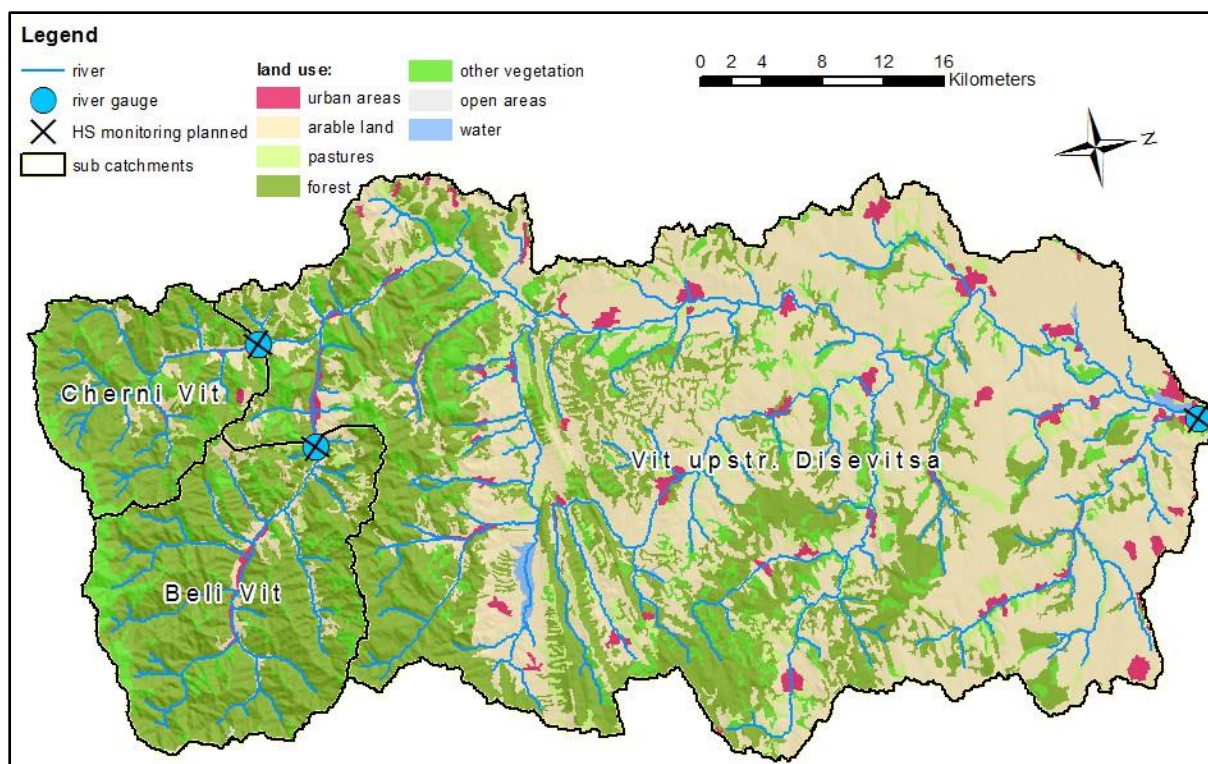 Legend
river
river gauge
HS monitoring planned
sub catchments
land use:
urban areas
arable land
pastures
forest
other vegetation
open areas
water
0 2 4 8 12 16
Kilometers
N
Cherni Vit
Beli Vit
Vit upstr. Disevitsa